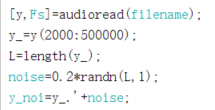 [y,Fs]=audioread(filename);
y_=y(2000:500000);
L=length(y_);
noise=0.2*randn(L,1);
y_noi=y_.'+noise;